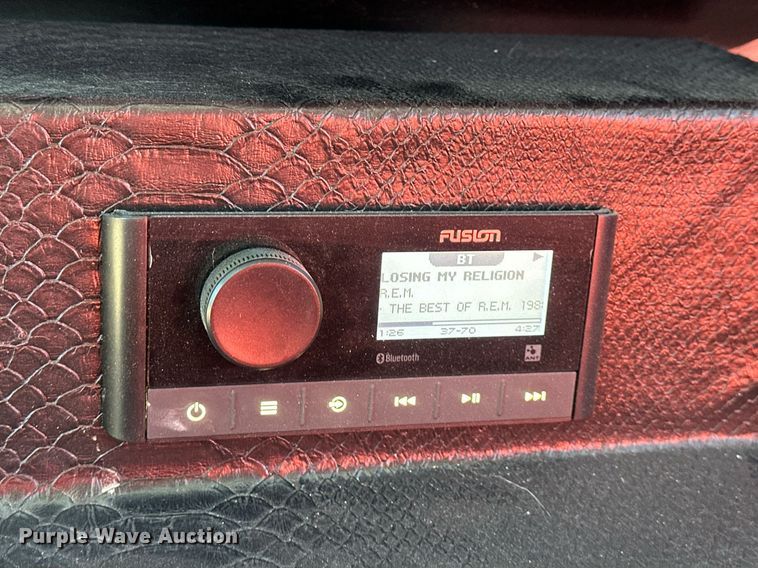 FUSION
BT
LOSING MY RELIGION
R.E.M.
THE BEST OF R.E.M. 198
1:26 37-70 4:27
Bluetooth
ANT
Purple Wave Auction